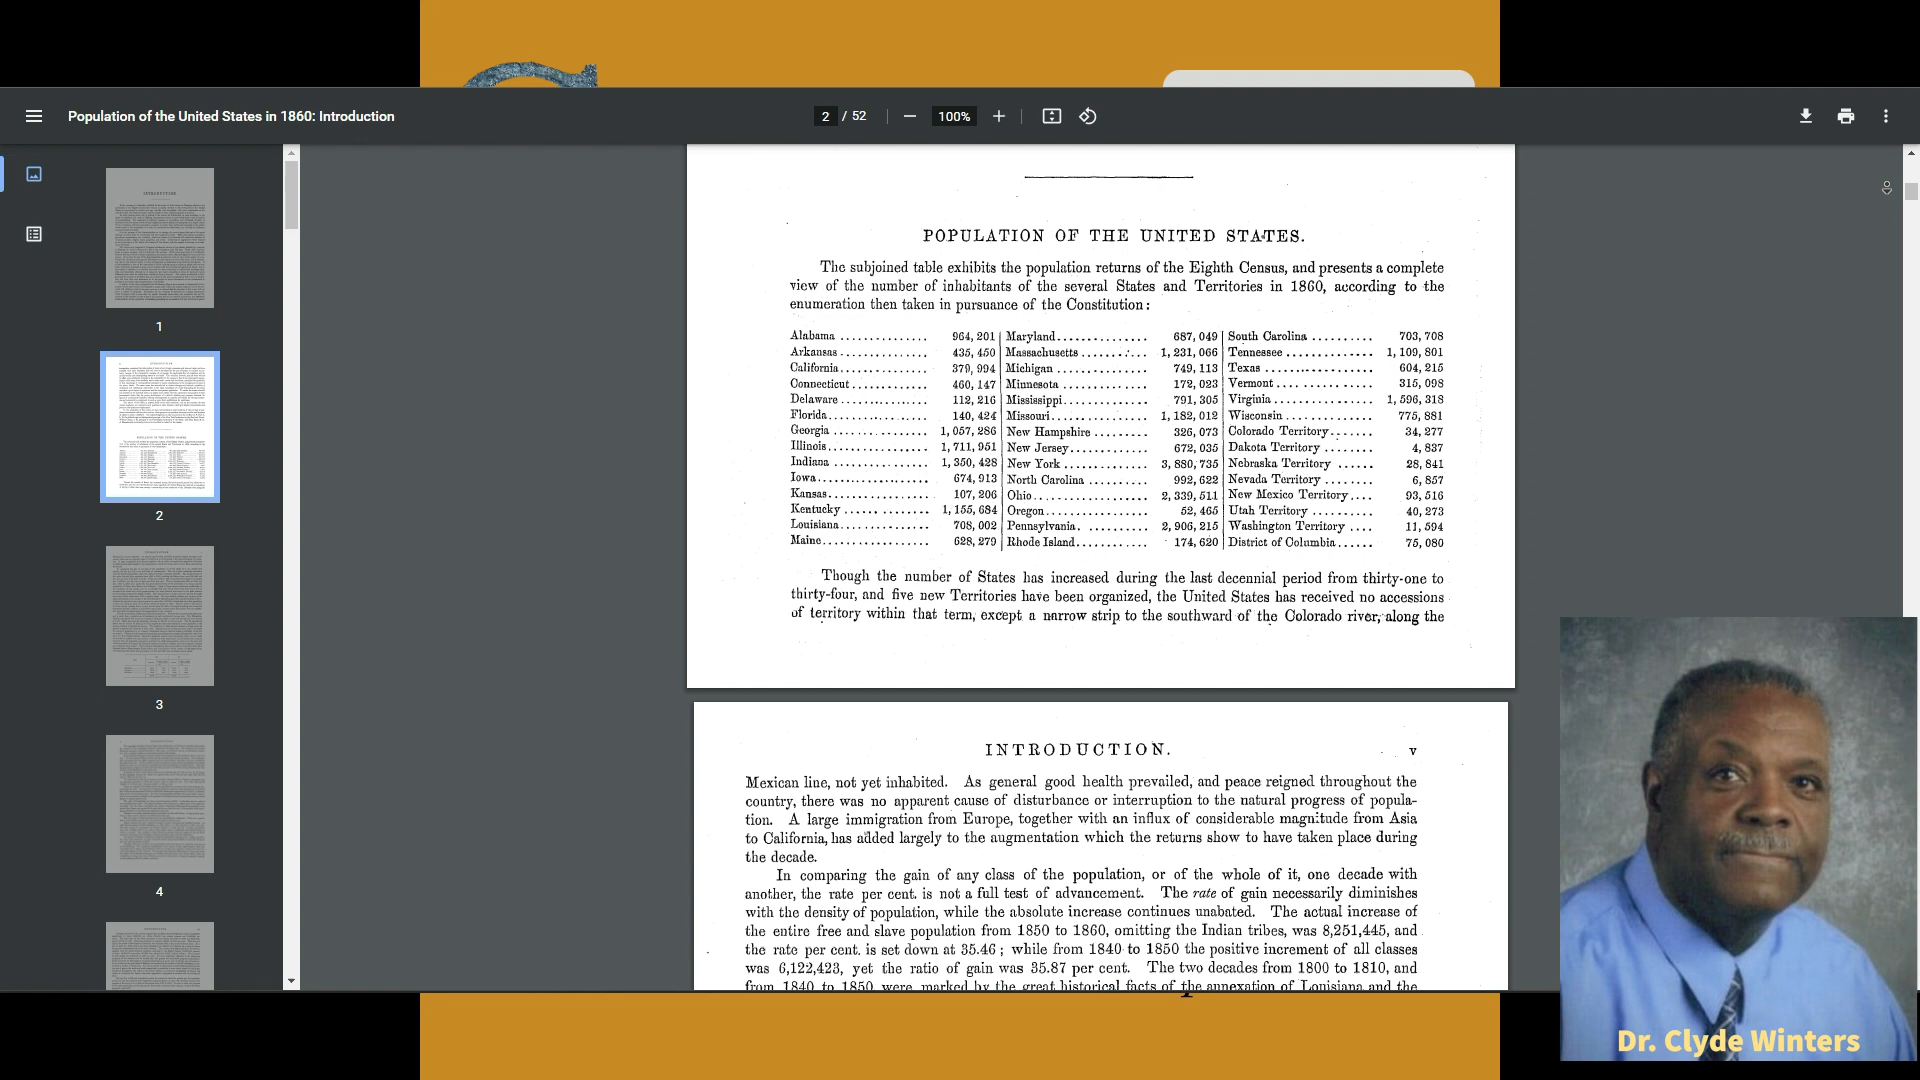 Population of the United States in 1860: Introduction
2 / 52
100%
1
2
3
4
POPULATION OF THE UNITED STATES.
The subjoined table exhibits the population returns of the Eighth Census, and presents a complete
view of the number of inhabitants of the several States and Territories in 1860, according to the
enumeration then taken in pursuance of the Constitution:
Alabama .............. 964, 201 Maryland............... 687, 049 South Carolina .......... 703, 708
Arkansas .............. 435, 450 Massachusetts .......... 1, 231, 066 Tennessee .............. 1, 109, 801
California .............. 379, 994 Michigan .............. 749, 113 Texas .................. 604, 215
Connecticut ............ 460, 147 Minnesota .............. 172, 023 Vermont ................ 315, 098
Delaware .............. 112, 216 Mississippi.............. 791, 305 Virginia ................ 1, 596, 318
Florida................. 140, 424 Missouri................ 1, 182, 012 Wisconsin .............. 775, 881
Georgia ................ 1, 057, 286 New Hampshire ......... 326, 073 Colorado Territory....... 34, 277
Illinois ................. 1, 711, 951 New Jersey.............. 672, 035 Dakota Territory ........ 4, 837
Indiana ................ 1, 350, 428 New York .............. 3, 880, 735 Nebraska Territory ...... 28, 841
Iowa................... 674, 913 North Carolina .......... 992, 622 Nevada Territory ........ 6, 857
Kansas................. 107, 206 Ohio................... 2, 339, 511 New Mexico Territory.... 93, 516
Kentucky .............. 1, 155, 684 Oregon................. 52, 465 Utah Territory .......... 40, 273
Louisiana............... 708, 002 Pennsylvania. .......... 2, 906, 215 Washington Territory .... 11, 594
Maine.................. 628, 279 Rhode Island............ 174, 620 District of Columbia...... 75, 080
Though the number of States has increased during the last decennial period from thirty-one to
thirty-four, and five new Territories have been organized, the United States has received no accessions
of territory within that term, except a narrow strip to the southward of the Colorado river, along the
INTRODUCTION. v
Mexican line, not yet inhabited. As general good health prevailed, and peace reigned throughout the
country, there was no apparent cause of disturbance or interruption to the natural progress of popula-
tion. A large immigration from Europe, together with an influx of considerable magnitude from Asia
to California, has added largely to the augmentation which the returns show to have taken place during
the decade.
In comparing the gain of any class of the population, or of the whole of it, one decade with
another, the rate per cent. is not a full test of advancement. The rate of gain necessarily diminishes
with the density of population, while the absolute increase continues unabated. The actual increase of
the entire free and slave population from 1850 to 1860, omitting the Indian tribes, was 8,251,445, and
the rate per cent. is set down at 35.46; while from 1840 to 1850 the positive increment of all classes
was 6,122,423, yet the ratio of gain was 35.87 per cent. The two decades from 1800 to 1810, and
from 1840 to 1850 were marked by the great historical facts of the annexation of Louisiana and the
Dr. Clyde Winters